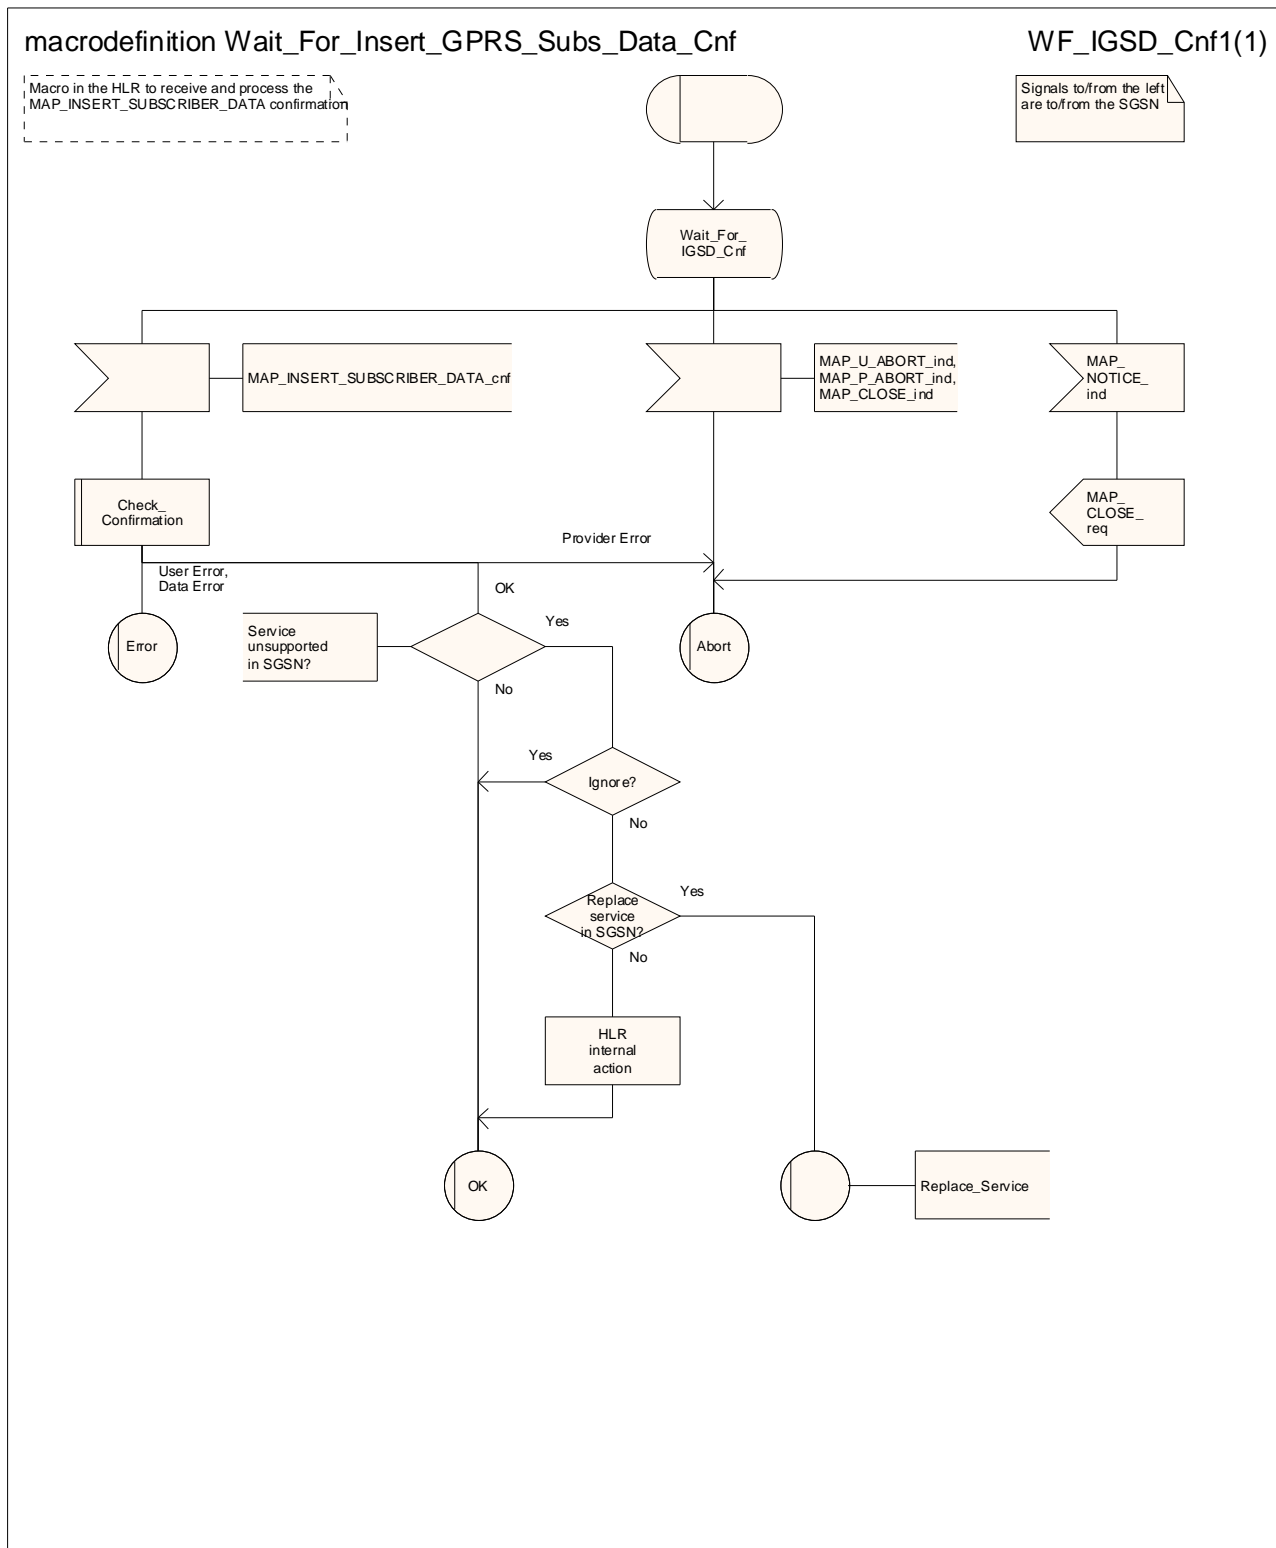 macrodefinition Wait_For_Insert_GPRS_Subs_Data_Cnf
WF_IGSD_Cnf1(1)
Macro in the HLR to receive and process the
MAP_INSERT_SUBSCRIBER_DATA confirmation
Signals to/from the left
are to/from the SGSN
Wait_For_
IGSD_Cnf
MAP_INSERT_SUBSCRIBER_DATA_cnf
MAP_U_ABORT_ind,
MAP_P_ABORT_ind,
MAP_CLOSE_ind
MAP_
NOTICE_
ind
Check_
Confirmation
MAP_
CLOSE_
req
Provider Error
User Error,
Data Error
OK
Service
unsupported
in SGSN?
Yes
Error
Abort
No
Yes
Ignore?
No
Replace
service
in SGSN?
Yes
No
HLR
internal
action
OK
Replace_Service